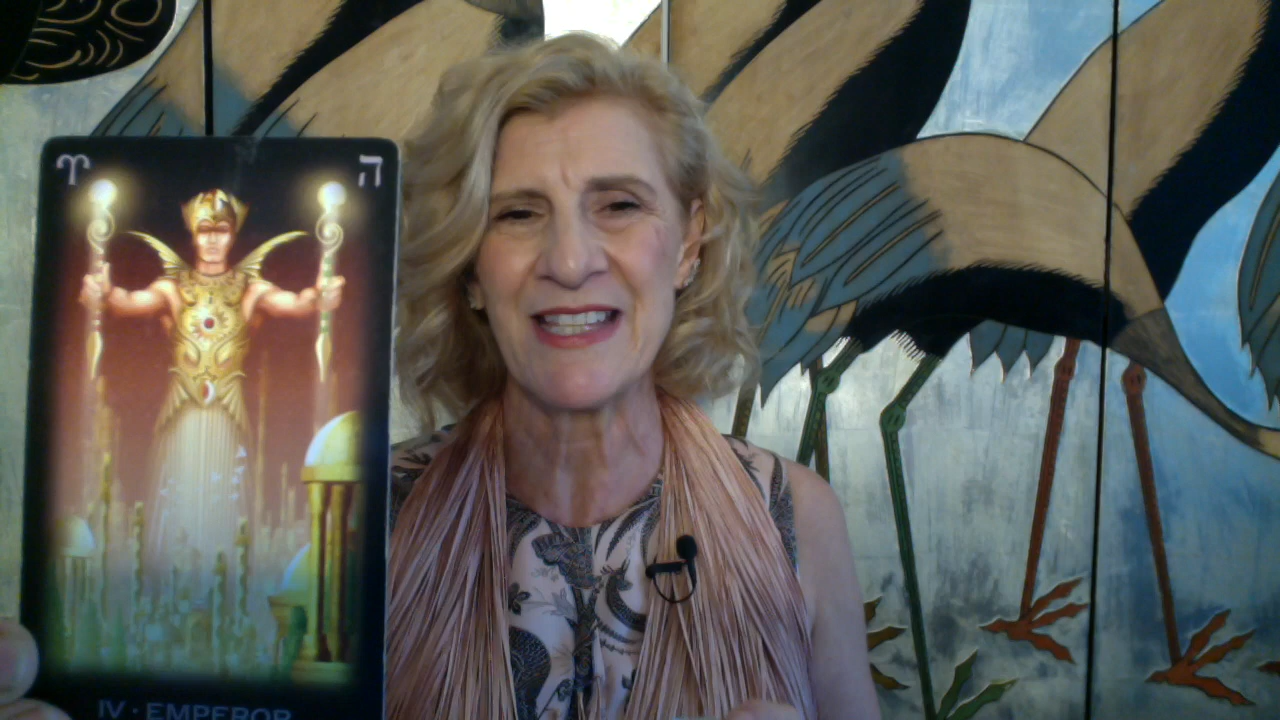 ♈ ה
IV · EMPEROR